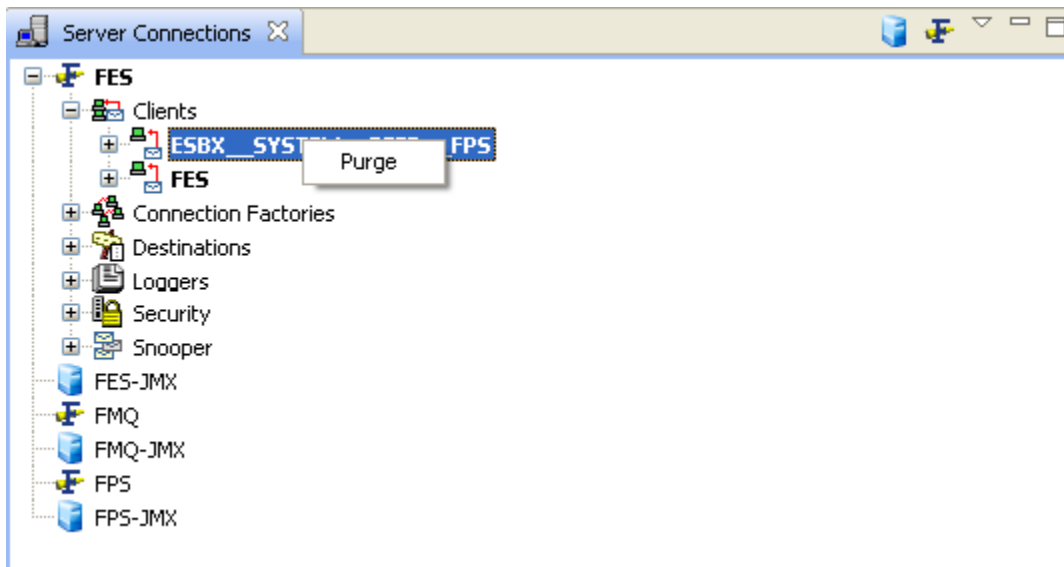 Server Connections
FES
Clients
ESBX__SYST FPS
Purge
FES
Connection Factories
Destinations
Loggers
Security
Snooper
FES-JMX
FMQ
FMQ-JMX
FPS
FPS-JMX